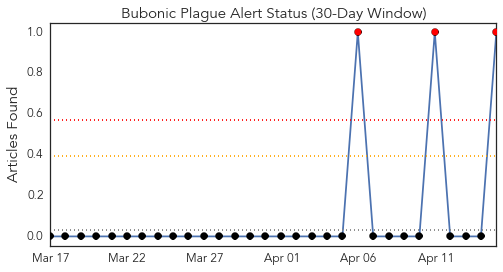 Bubonic Plague Alert Status (30-Day Window)
Articles Found
1.0
0.8
0.6
0.4
0.2
0.0
Mar 17 Mar 22 Mar 27 Apr 01 Apr 06 Apr 11